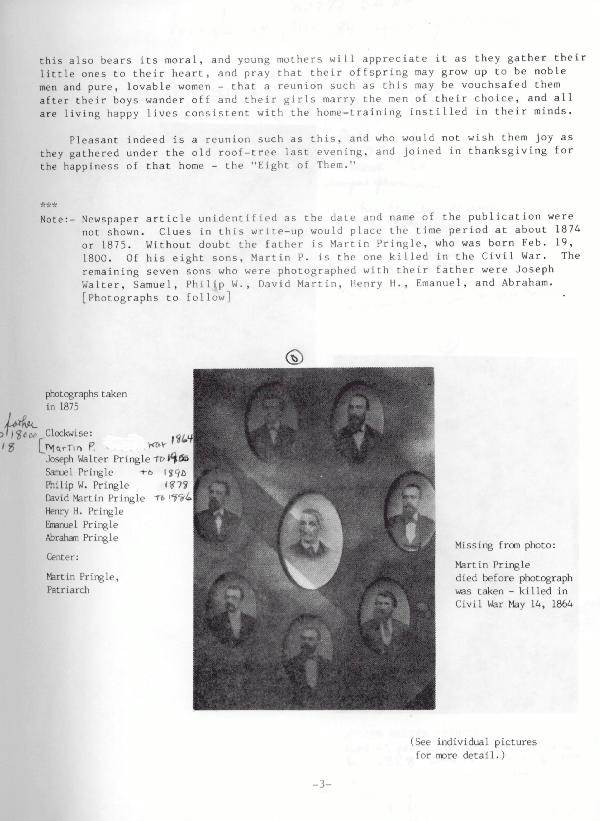 this also bears its moral, and young mothers will appreciate it as they gather their
little ones to their heart, and pray that their offspring may grow up to be noble
men and pure, lovable women - that a reunion such as this may be vouchsafed them
after their boys wander off and their girls marry the men of their choice, and all
are living happy lives consistent with the home-training instilled in their minds.
Pleasant indeed is a reunion such as this, and who would not wish them joy as
they gathered under the old roof-tree last evening, and joined in thanksgiving for
the happiness of that home - the "Eight of Them."
***
Note:- Newspaper article unidentified as the date and name of the publication were
not shown. Clues in this write-up would place the time period at about 1874
or 1875. Without doubt the father is Martin Pringle, who was born Feb. 19,
1800. Of his eight sons, Martin P. is the one killed in the Civil War. The
remaining seven sons who were photographed with their father were Joseph
Walter, Samuel, Philip W., David Martin, Henry H., Emanuel, and Abraham.
[Photographs to follow]
photographs taken
in 1875
father
Clockwise:
18
[Martin P. war 1864
Joseph Walter Pringle TO
Samuel Pringle to 1890
Philip W. Pringle 1878
David Martin Pringle TO 1886
Henry H. Pringle
Emanuel Pringle
Abraham Pringle
Center:
Martin Pringle,
Patriarch
Missing from photo:
Martin Pringle
died before photograph
was taken - killed in
Civil War May 14, 1864
(See individual pictures
for more detail.)
-3-